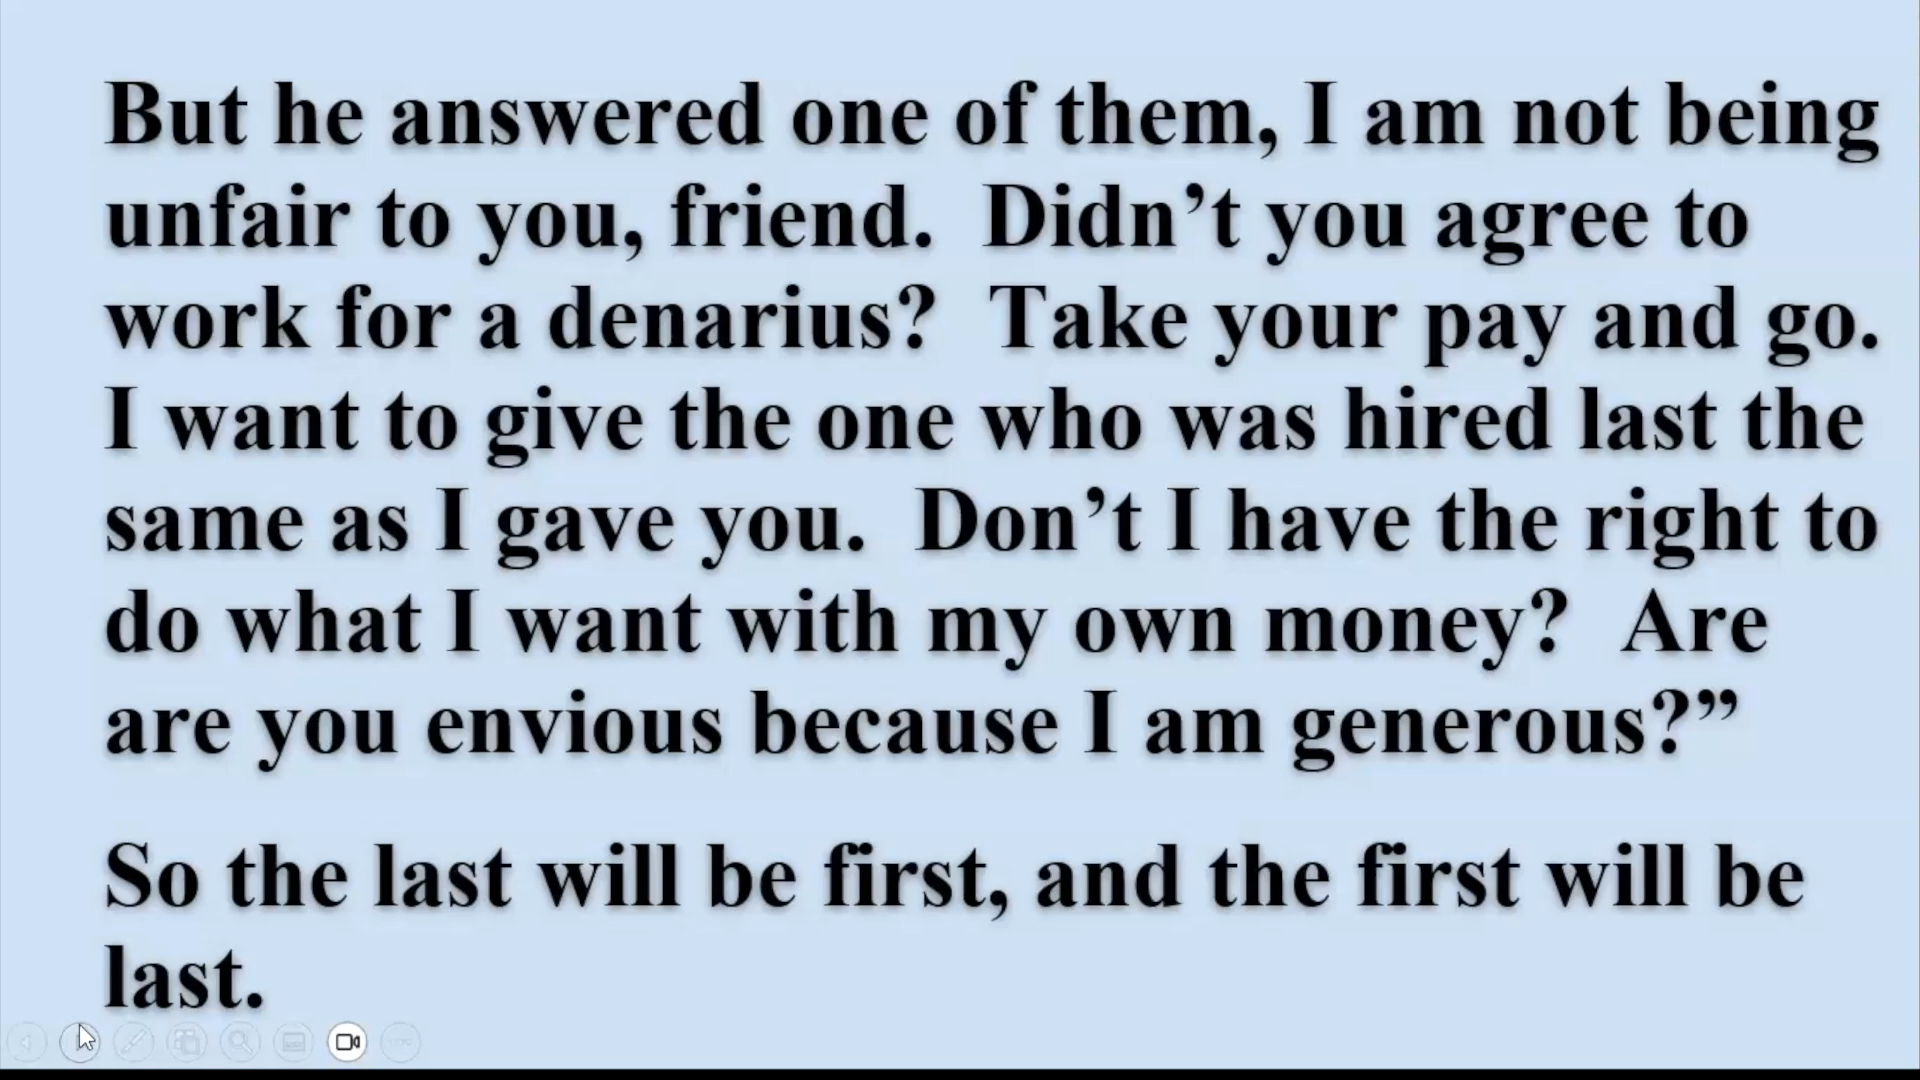 But he answered one of them, I am not being
unfair to you, friend.  Didn’t you agree to
work for a denarius?  Take your pay and go.
I want to give the one who was hired last the
same as I gave you.  Don’t I have the right to
do what I want with my own money?  Are
are you envious because I am generous?”
So the last will be first, and the first will be
last.